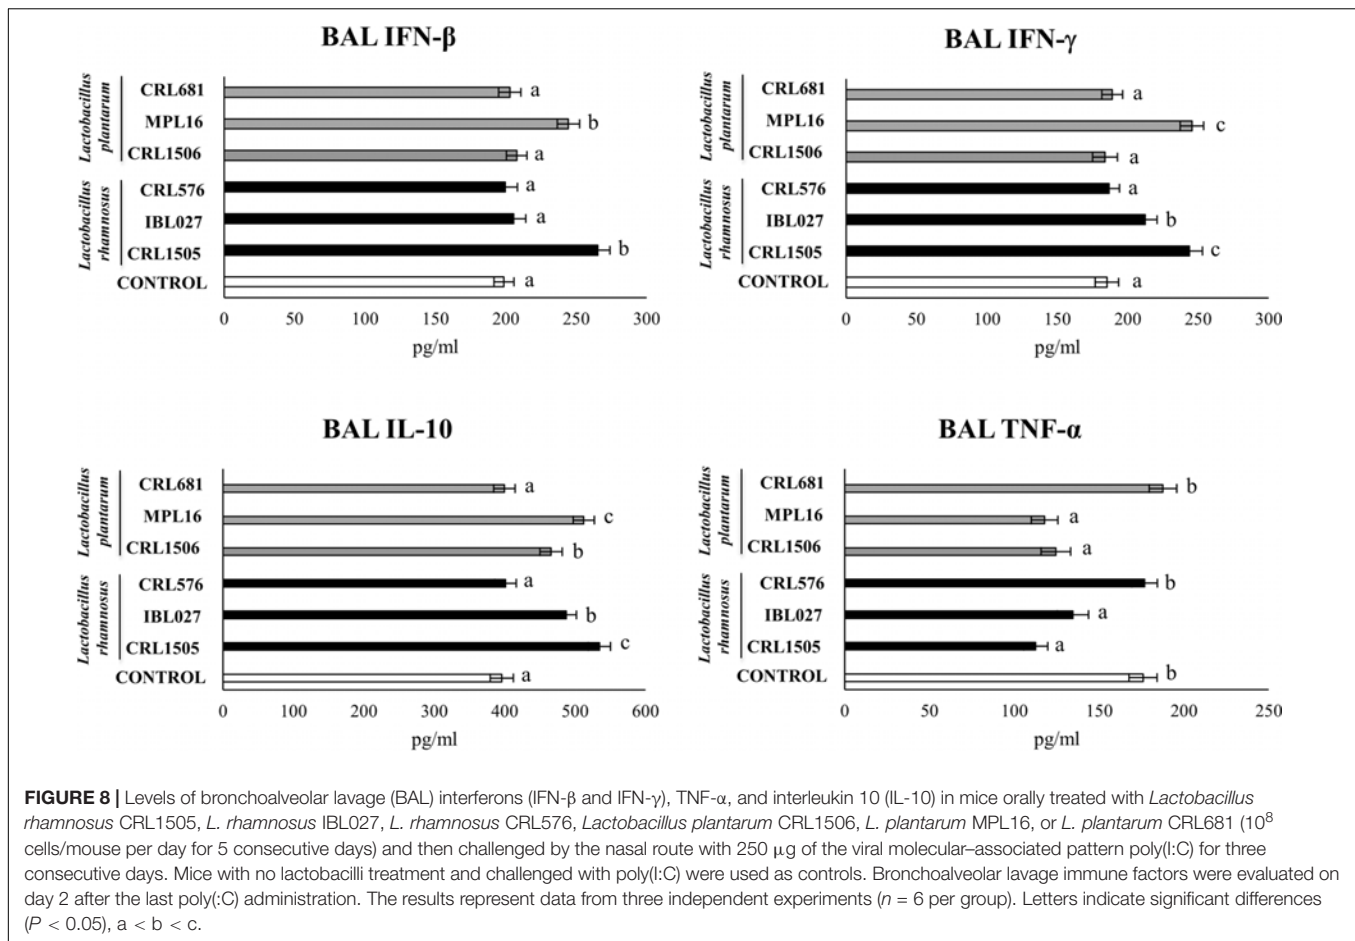 BAL IFN-β
Lactobacillus
plantarum
CRL681
a
MPL16
b
CRL1506
a
Lactobacillus
rhamnosus
CRL576
a
IBL027
a
CRL1505
b
CONTROL
a
0 50 100 150 200 250 300
pg/ml
BAL IFN-γ
Lactobacillus
plantarum
CRL681
a
MPL16
c
CRL1506
a
Lactobacillus
rhamnosus
CRL576
a
IBL027
b
CRL1505
c
CONTROL
a
0 50 100 150 200 250 300
pg/ml
BAL IL-10
Lactobacillus
plantarum
CRL681
a
MPL16
c
CRL1506
b
Lactobacillus
rhamnosus
CRL576
a
IBL027
b
CRL1505
c
CONTROL
a
0 100 200 300 400 500 600
pg/ml
BAL TNF-α
Lactobacillus
plantarum
CRL681
b
MPL16
a
CRL1506
a
Lactobacillus
rhamnosus
CRL576
b
IBL027
a
CRL1505
a
CONTROL
b
0 50 100 150 200 250
pg/ml
FIGURE 8 | Levels of bronchoalveolar lavage (BAL) interferons (IFN-β and IFN-γ), TNF-α, and interleukin 10 (IL-10) in mice orally treated with Lactobacillus
rhamnosus CRL1505, L. rhamnosus IBL027, L. rhamnosus CRL576, Lactobacillus plantarum CRL1506, L. plantarum MPL16, or L. plantarum CRL681 (10⁸
cells/mouse per day for 5 consecutive days) and then challenged by the nasal route with 250 μg of the viral molecular–associated pattern poly(I:C) for three
consecutive days. Mice with no lactobacilli treatment and challenged with poly(I:C) were used as controls. Bronchoalveolar lavage immune factors were evaluated on
day 2 after the last poly(:C) administration. The results represent data from three independent experiments (n = 6 per group). Letters indicate significant differences
(P < 0.05), a < b < c.